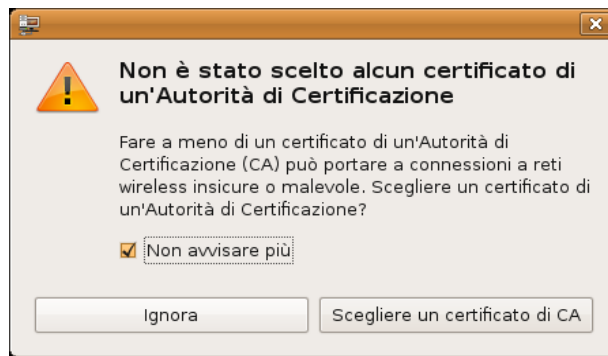 Non è stato scelto alcun certificato di
un'Autorità di Certificazione
Fare a meno di un certificato di un'Autorità di
Certificazione (CA) può portare a connessioni a reti
wireless insicure o malevole. Scegliere un certificato di
un'Autorità di Certificazione?
Non avvisare più
Ignora
Scegliere un certificato di CA